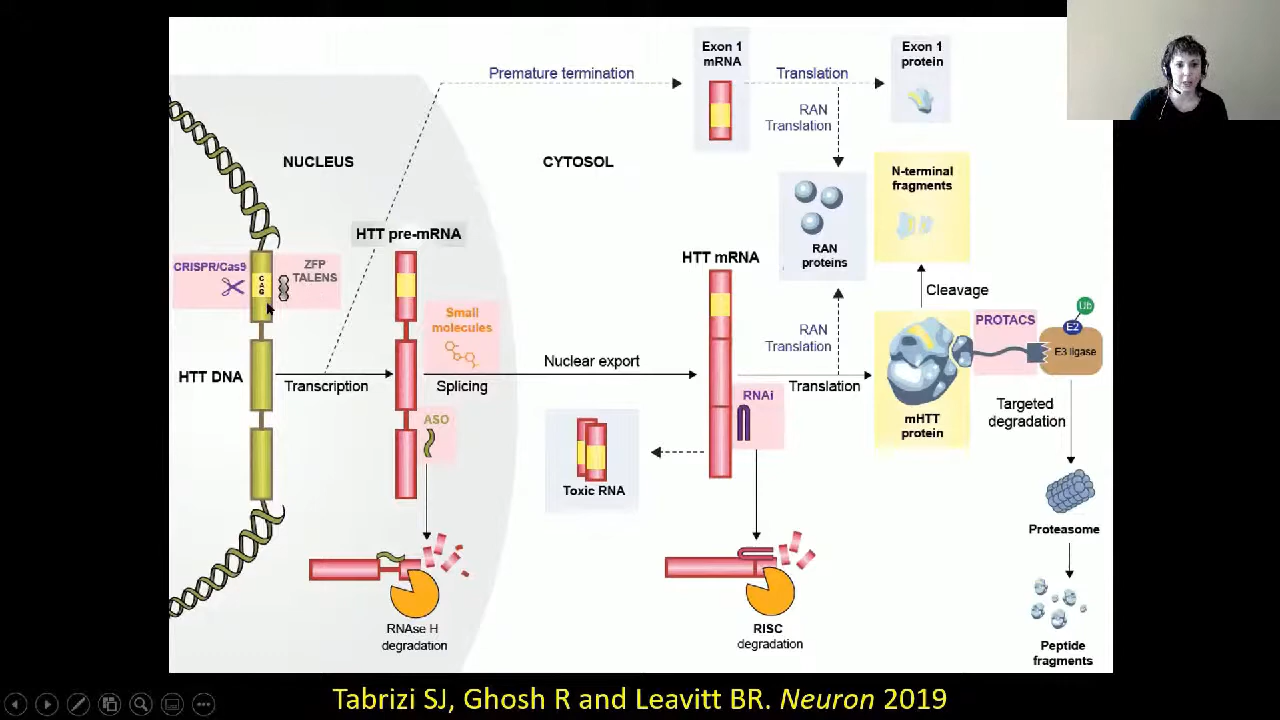 Exon 1
mRNA
Exon 1
protein
Premature termination
Translation
RAN
Translation
NUCLEUS
CYTOSOL
N-terminal
fragments
HTT pre-mRNA
RAN
proteins
HTT mRNA
CRISPR/Cas9
ZFP
TALENS
CAG
Cleavage
Small
molecules
RAN
Translation
PROTACS
Ub
E2
E3 ligase
HTT DNA
Transcription
Splicing
Nuclear export
Translation
RNAi
mHTT
protein
Targeted
degradation
ASO
Toxic RNA
Proteasome
RNAse H
degradation
RISC
degradation
Peptide
fragments
Tabrizi SJ, Ghosh R and Leavitt BR. Neuron 2019